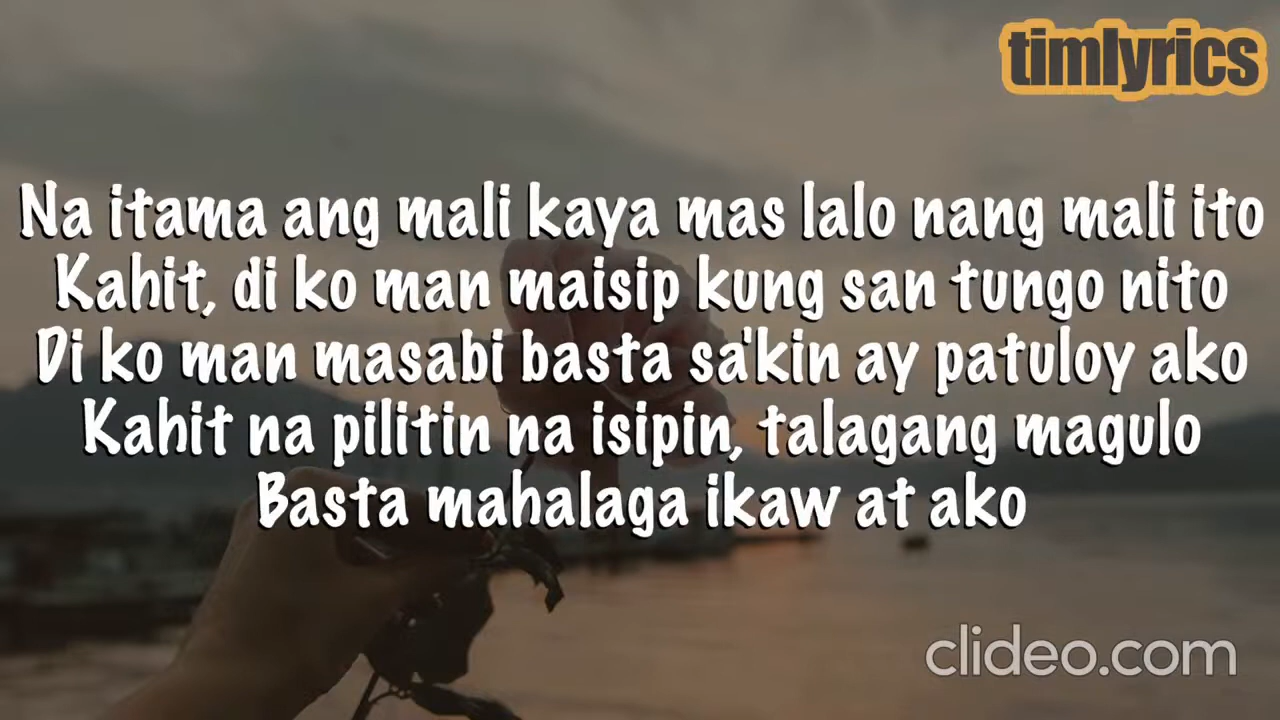 timlyrics
Na itama ang mali kaya mas lalo nang mali ito
Kahit, di ko man maisip kung san tungo nito
Di ko man masabi basta sa'kin ay patuloy ako
Kahit na pilitin na isipin, talagang magulo
Basta mahalaga ikaw at ako
clideo.com